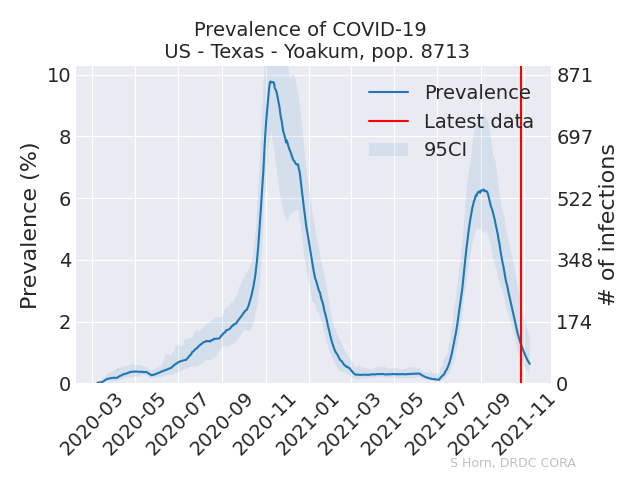 Prevalence of COVID-19
US - Texas - Yoakum, pop. 8713
Prevalence (%)
10
8
6
4
2
0
871
697
522
348
174
0
# of infections
Prevalence
Latest data
95CI
2020-03
2020-05
2020-07
2020-09
2020-11
2021-01
2021-03
2021-05
2021-07
2021-09
2021-11
S Horn, DRDC CORA